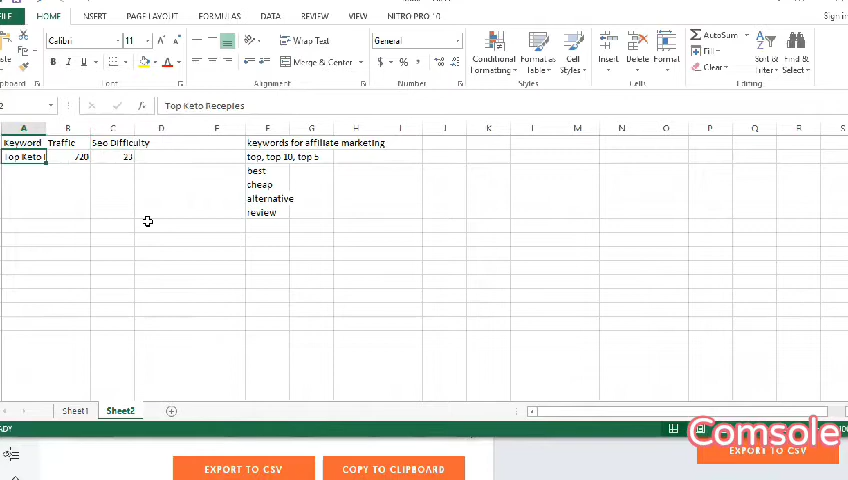 FILE HOME INSERT PAGE LAYOUT FORMULAS DATA REVIEW VIEW NITRO PRO 10 Sign in
Calibri 11 Wrap Text General AutoSum
Fill
B I U A Merge & Center $ % Conditional Formatting Format as Table Cell Styles Insert Delete Format Clear Sort & Filter Find & Select
Clipboard Font Alignment Number Styles Cells Editing
2 fx Top Keto Recepies
A B C D E F G H I J K L M N O P Q R S
Keyword Traffic Seo Difficulty keywords for affiliate marketing
Top Keto 720 23 top, top 10, top 5
best
cheap
alternative
review
Sheet1 Sheet2
READY
Comsole
EXPORT TO CSV COPY TO CLIPBOARD EXPORT TO CSV